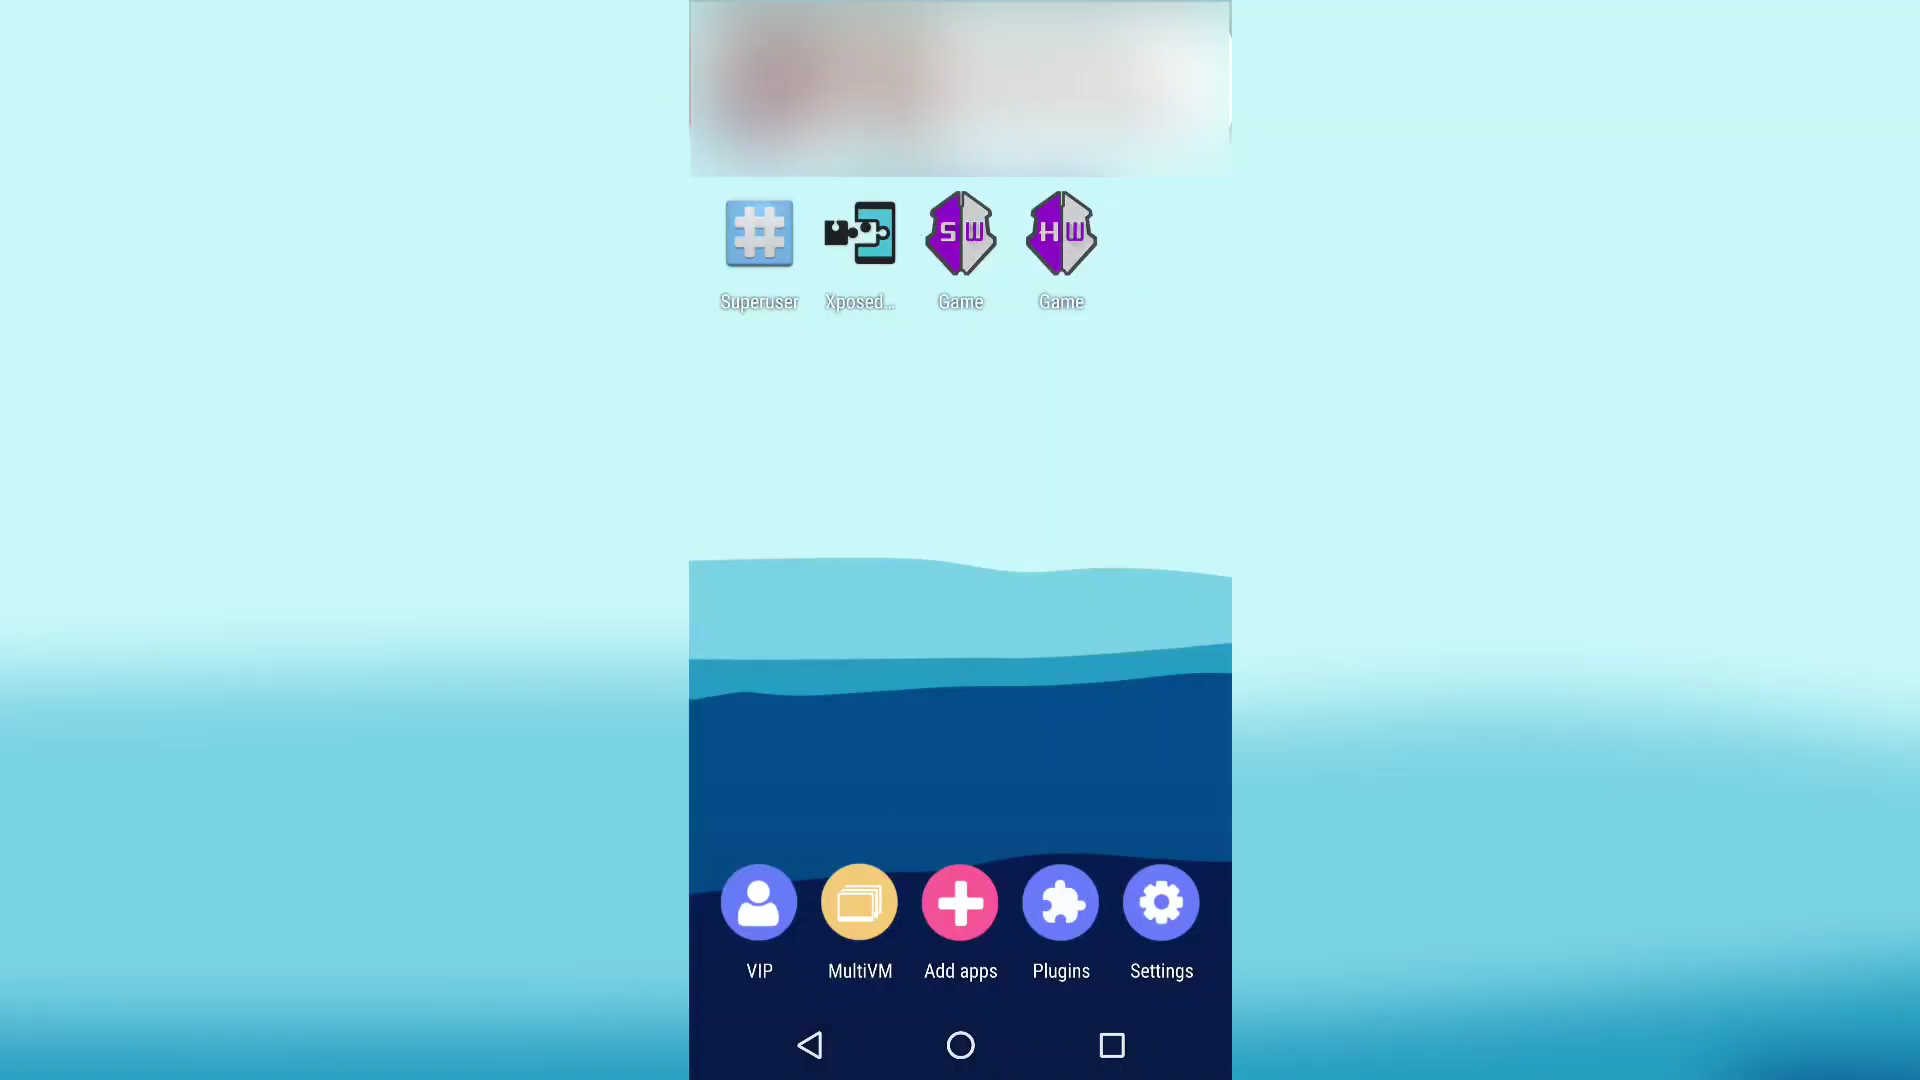 SW
HW
Superuser
Xposed...
Game
Game
VIP
MultiVM
Add apps
Plugins
Settings